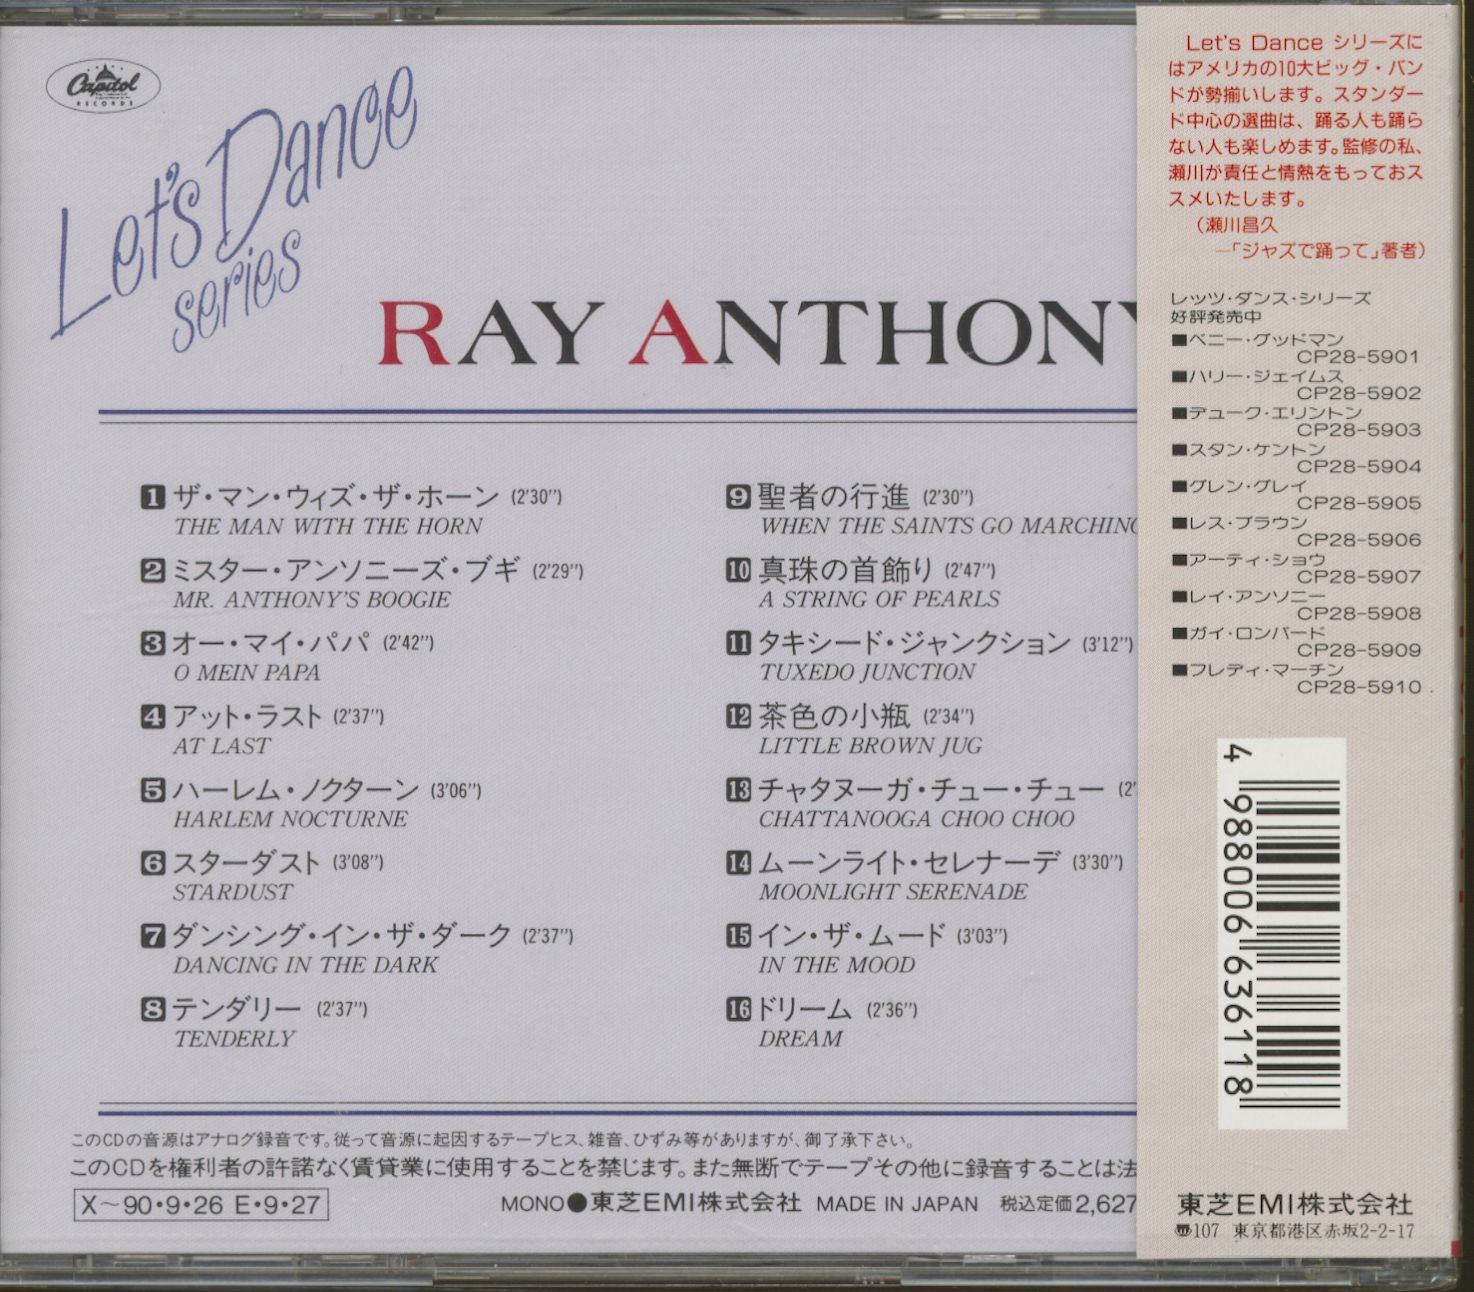 Capitol
RECORDS
Let's Dance
series
RAY ANTHONY
1 ザ・マン・ウィズ・ザ・ホーン (2'30")
THE MAN WITH THE HORN
2 ミスター・アンソニーズ・ブギ (2'29")
MR. ANTHONY'S BOOGIE
3 オー・マイ・パパ (2'42")
O MEIN PAPA
4 アット・ラスト (2'37")
AT LAST
5 ハーレム・ノクターン (3'06")
HARLEM NOCTURNE
6 スターダスト (3'08")
STARDUST
7 ダンシング・イン・ザ・ダーク (2'37")
DANCING IN THE DARK
8 テンダリー (2'37")
TENDERLY
9 聖者の行進 (2'30")
WHEN THE SAINTS GO MARCHING
10 真珠の首飾り (2'47")
A STRING OF PEARLS
11 タキシード・ジャンクション (3'12")
TUXEDO JUNCTION
12 茶色の小瓶 (2'34")
LITTLE BROWN JUG
13 チャタヌーガ・チュー・チュー (2'
CHATTANOOGA CHOO CHOO
14 ムーンライト・セレナーデ (3'30")
MOONLIGHT SERENADE
15 イン・ザ・ムード (3'03")
IN THE MOOD
16 ドリーム (2'36")
DREAM
このCDの音源はアナログ録音です。従って音源に起因するテープヒス、雑音、ひずみ等がありますが、御了承下さい。
このCDを権利者の許諾なく賃貸業に使用することを禁じます。また無断でテープその他に録音することは法
X〜90・9・26 E・9・27
MONO●東芝EMI株式会社 MADE IN JAPAN 税込定価2,627
Let's Dance シリーズに
はアメリカの10大ビッグ・バン
ドが勢揃いします。スタンダー
ド中心の選曲は、踊る人も踊ら
ない人も楽しめます。監修の私、
瀬川が責任と情熱をもっておス
スメいたします。
(瀬川昌久
—「ジャズで踊って」著者)
レッツ・ダンス・シリーズ
好評発売中
■ベニー・グッドマン
CP28-5901
■ハリー・ジェイムス
CP28-5902
■デューク・エリントン
CP28-5903
■スタン・ケントン
CP28-5904
■グレン・グレイ
CP28-5905
■レス・ブラウン
CP28-5906
■アーティ・ショウ
CP28-5907
■レイ・アンソニー
CP28-5908
■ガイ・ロンバード
CP28-5909
■フレディ・マーチン
CP28-5910
4 988006 636118
東芝EMI株式会社
〠107 東京都港区赤坂2-2-17